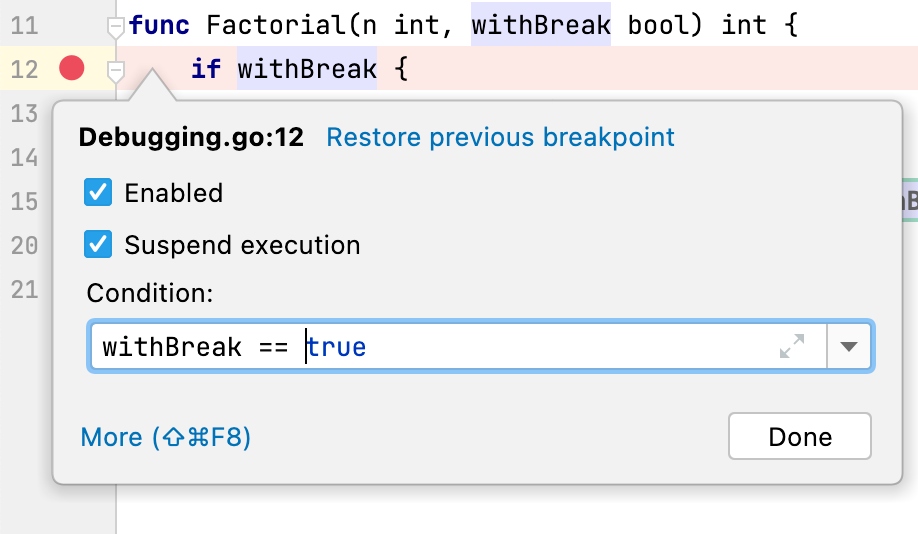 11 func Factorial(n int, withBreak bool) int {
12 if withBreak {
13
Debugging.go:12 Restore previous breakpoint
14
Enabled
15
Suspend execution
20
21
Condition:
withBreak == true
More (⇧⌘F8) Done